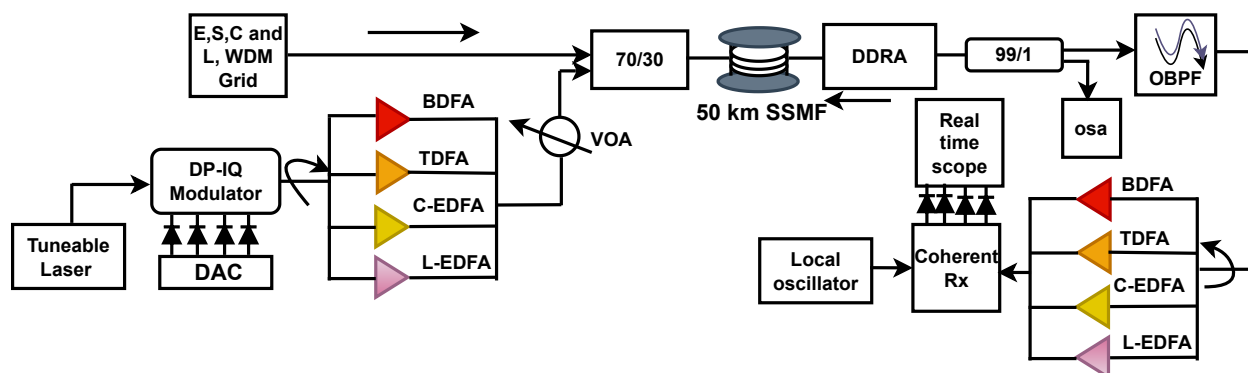 E,S,C and
L, WDM
Grid
70/30
DDRA
99/1
OBPF
50 km SSMF
osa
BDFA
TDFA
C-EDFA
L-EDFA
VOA
DP-IQ
Modulator
Tuneable
Laser
DAC
Real
time
scope
Local
oscillator
Coherent
Rx
BDFA
TDFA
C-EDFA
L-EDFA